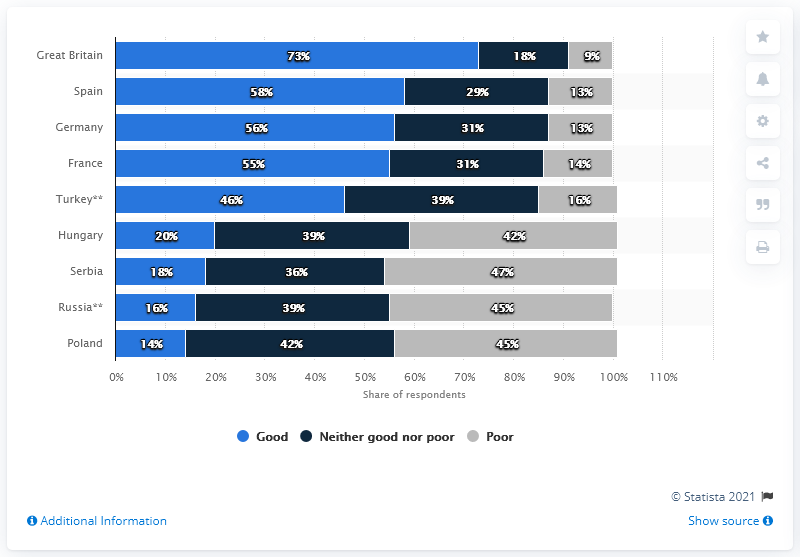 Great Britain 73% 18% 9%
Spain 58% 29% 13%
Germany 56% 31% 13%
France 55% 31% 14%
Turkey** 46% 39% 16%
Hungary 20% 39% 42%
Serbia 18% 36% 47%
Russia** 16% 39% 45%
Poland 14% 42% 45%
0% 10% 20% 30% 40% 50% 60% 70% 80% 90% 100% 110%
Share of respondents
Good Neither good nor poor Poor
© Statista 2021
Additional Information Show source